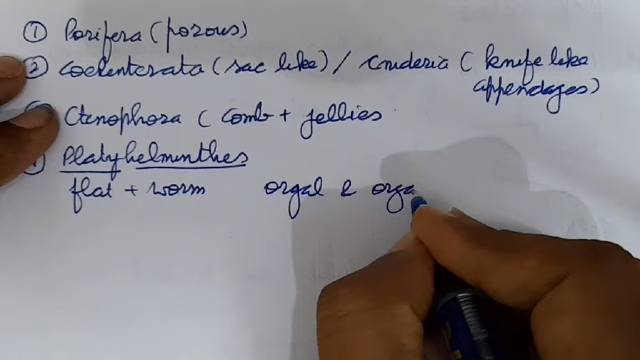 ① Porifera (porous)
② Coelenterata (sac like) / Cnideria ( knife like
appendages)
Ctenophora ( Comb + jellies
Platyhelminthes
flat + worm orgal & orga